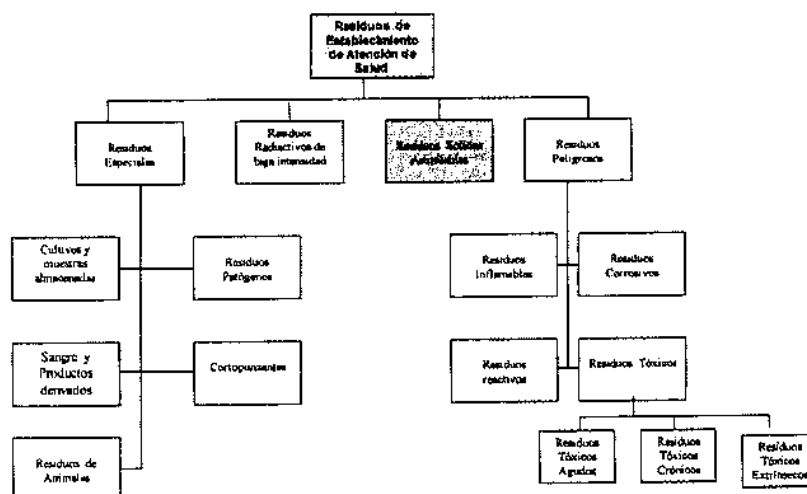 Residuos de
Establecimiento
de Atención de
Salud
Residuos
Especiales
Residuos
Radiactivos de
baja intensidad
Residuos Sólidos
Asimilables
Residuos
Peligrosos
Cultivos y
muestras
almacenadas
Residuos
Patógenos
Residuos
Inflamables
Residuos
Corrosivos
Sangre y
Productos
derivados
Cortopunzantes
Residuos
reactivos
Residuos Tóxicos
Residuos de
Animales
Residuos
Tóxicos
Agudos
Residuos
Tóxicos
Crónicos
Residuos
Tóxicos
Extrínsecos